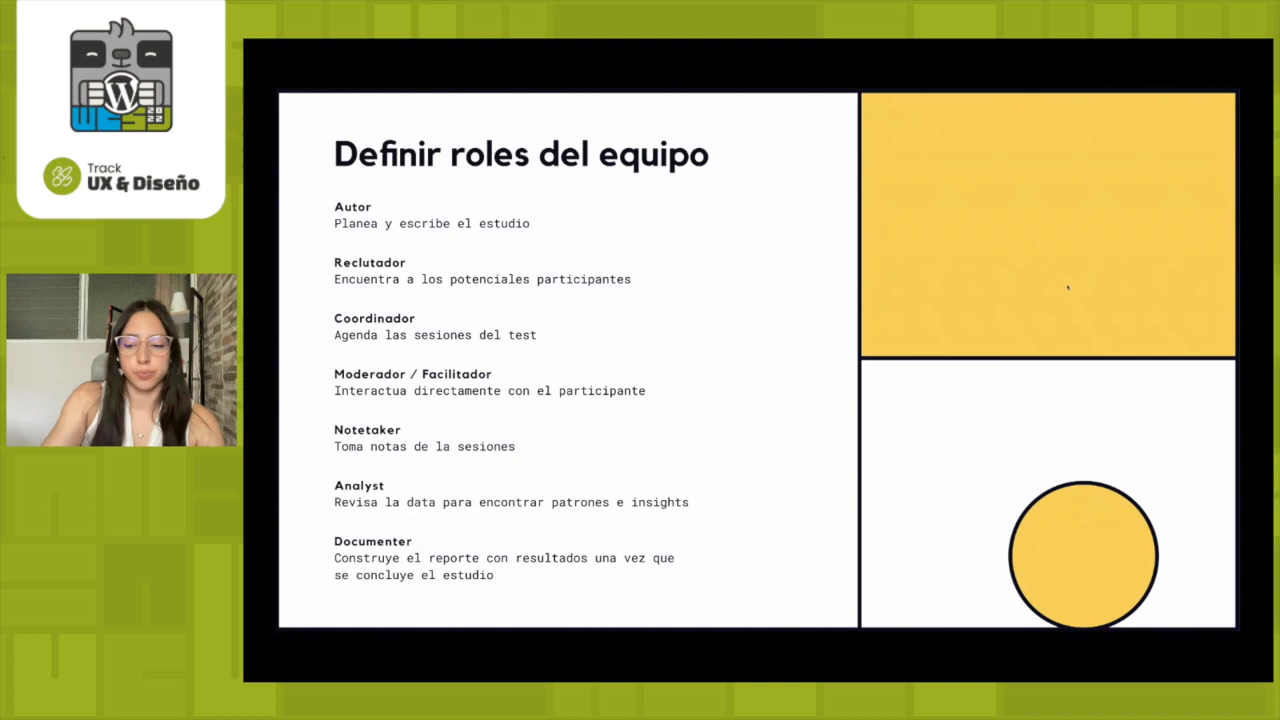 W
WCSJ
20
22
Track
UX & Diseño
Definir roles del equipo
Autor
Planea y escribe el estudio
Reclutador
Encuentra a los potenciales participantes
Coordinador
Agenda las sesiones del test
Moderador / Facilitador
Interactua directamente con el participante
Notetaker
Toma notas de la sesiones
Analyst
Revisa la data para encontrar patrones e insights
Documenter
Construye el reporte con resultados una vez que
se concluye el estudio